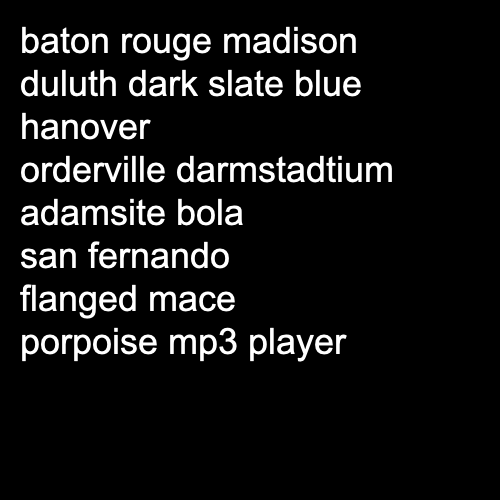 baton rouge madison
duluth dark slate blue
hanover
orderville darmstadtium
adamsite bola
san fernando
flanged mace
porpoise mp3 player